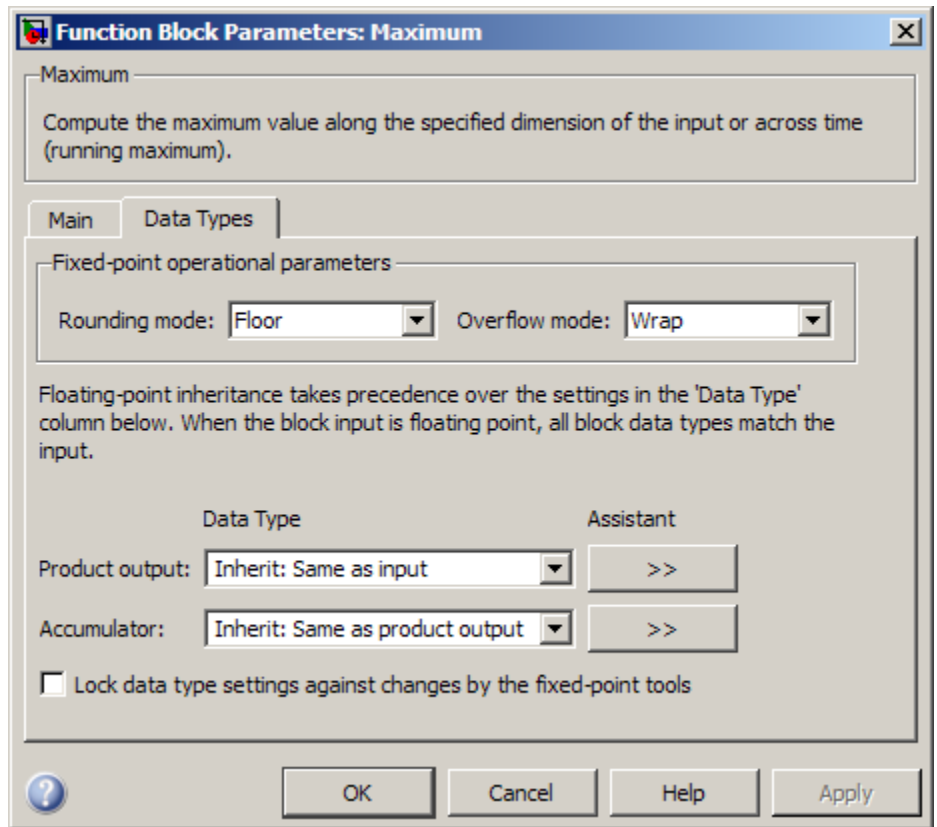 Function Block Parameters: Maximum
Maximum
Compute the maximum value along the specified dimension of the input or across time
(running maximum).
Main Data Types
Fixed-point operational parameters
Rounding mode: Floor Overflow mode: Wrap
Floating-point inheritance takes precedence over the settings in the 'Data Type'
column below. When the block input is floating point, all block data types match the
input.
Data Type Assistant
Product output: Inherit: Same as input >>
Accumulator: Inherit: Same as product output >>
Lock data type settings against changes by the fixed-point tools
? OK Cancel Help Apply